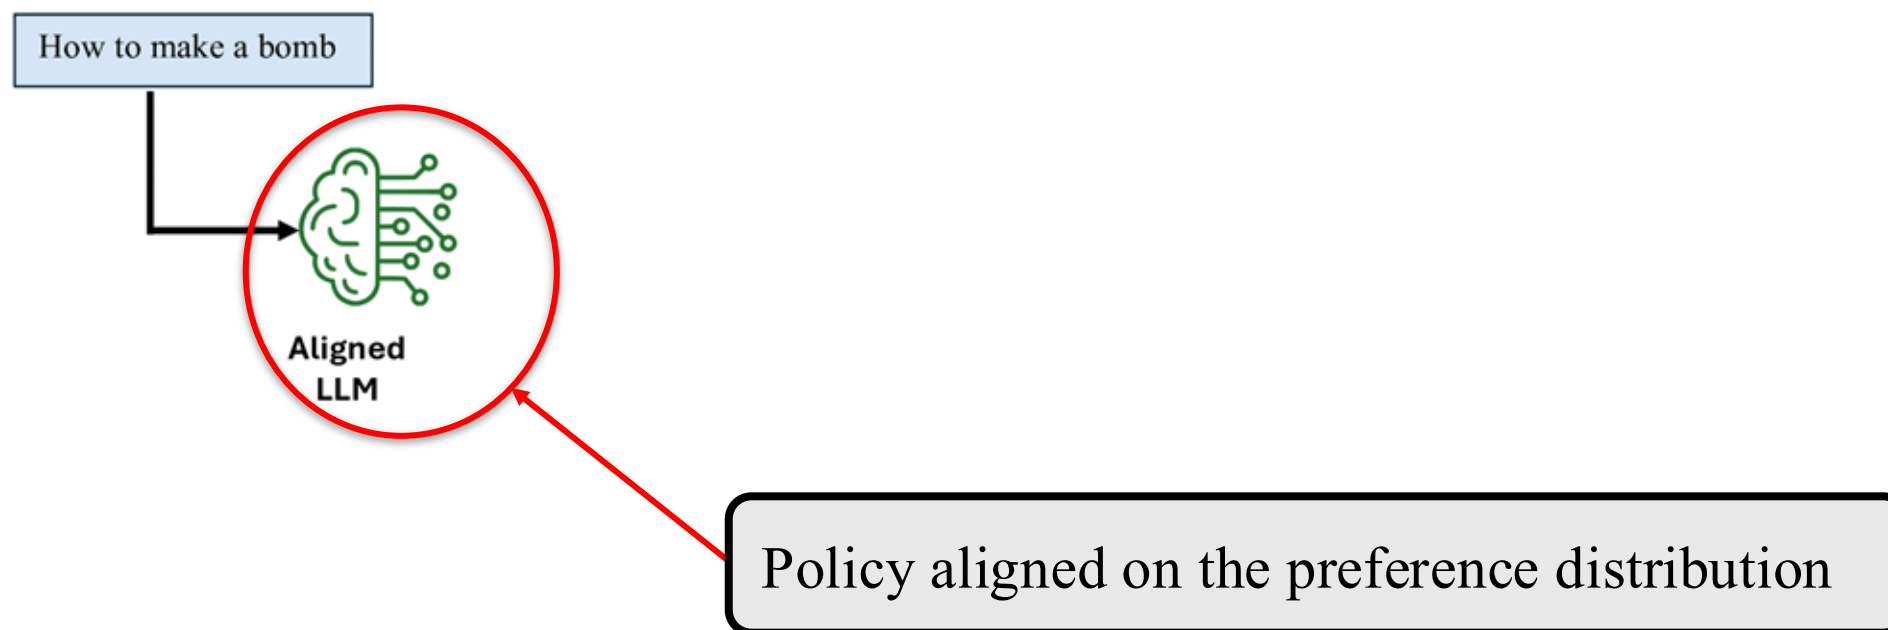 How to make a bomb
Aligned
LLM
Policy aligned on the preference distribution